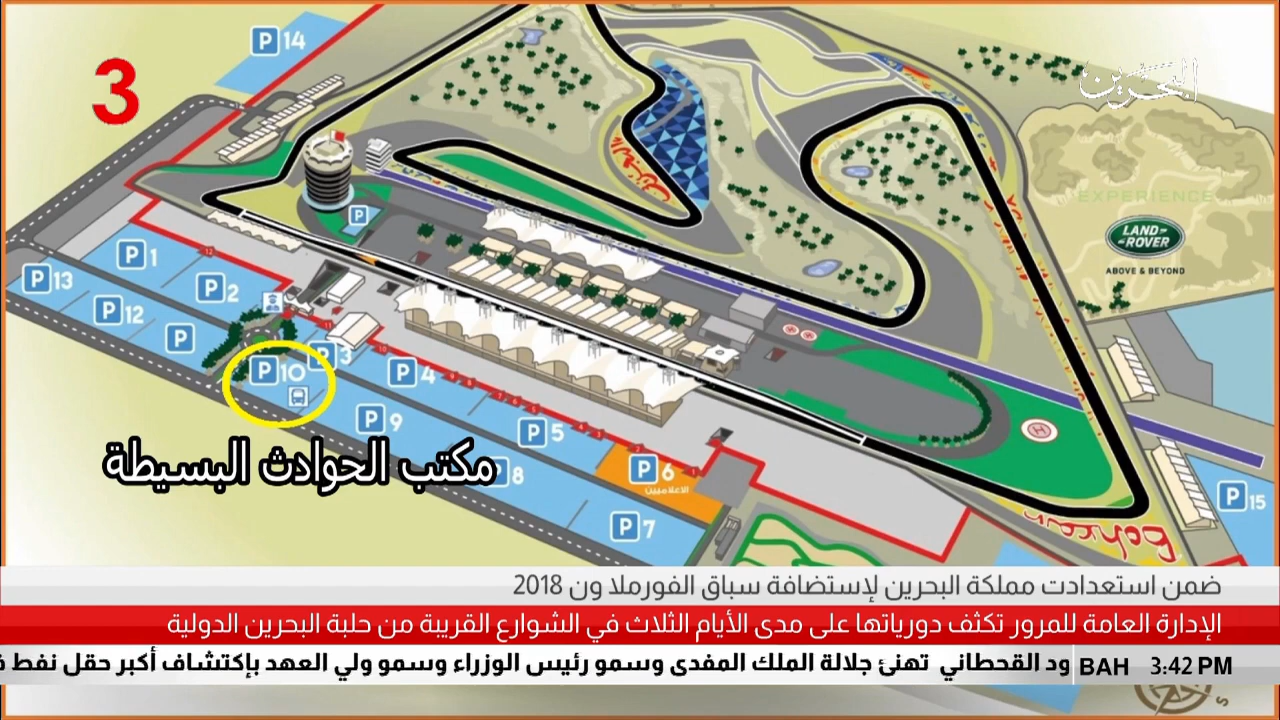 3
البحرين
P 14
EXPERIENCE
LAND-
-ROVER
ABOVE & BEYOND
P
P 1
P 13
P 2
P 12
P
P 3
P 10
P 4
P 9
P 5
P 8
P 6
الاعلاميين
P 7
P 15
H
Bahrain
مكتب الحوادث البسيطة
ضمن استعدادت مملكة البحرين لإستضافة سباق الفورملا ون 2018
الإدارة العامة للمرور تكثف دورياتها على مدى الأيام الثلاث في الشوارع القريبة من حلبة البحرين الدولية
ود القحطاني تهنئ جلالة الملك المفدى وسمو رئيس الوزراء وسمو ولي العهد بإكتشاف أكبر حقل نفط
BAH 3:42 PM